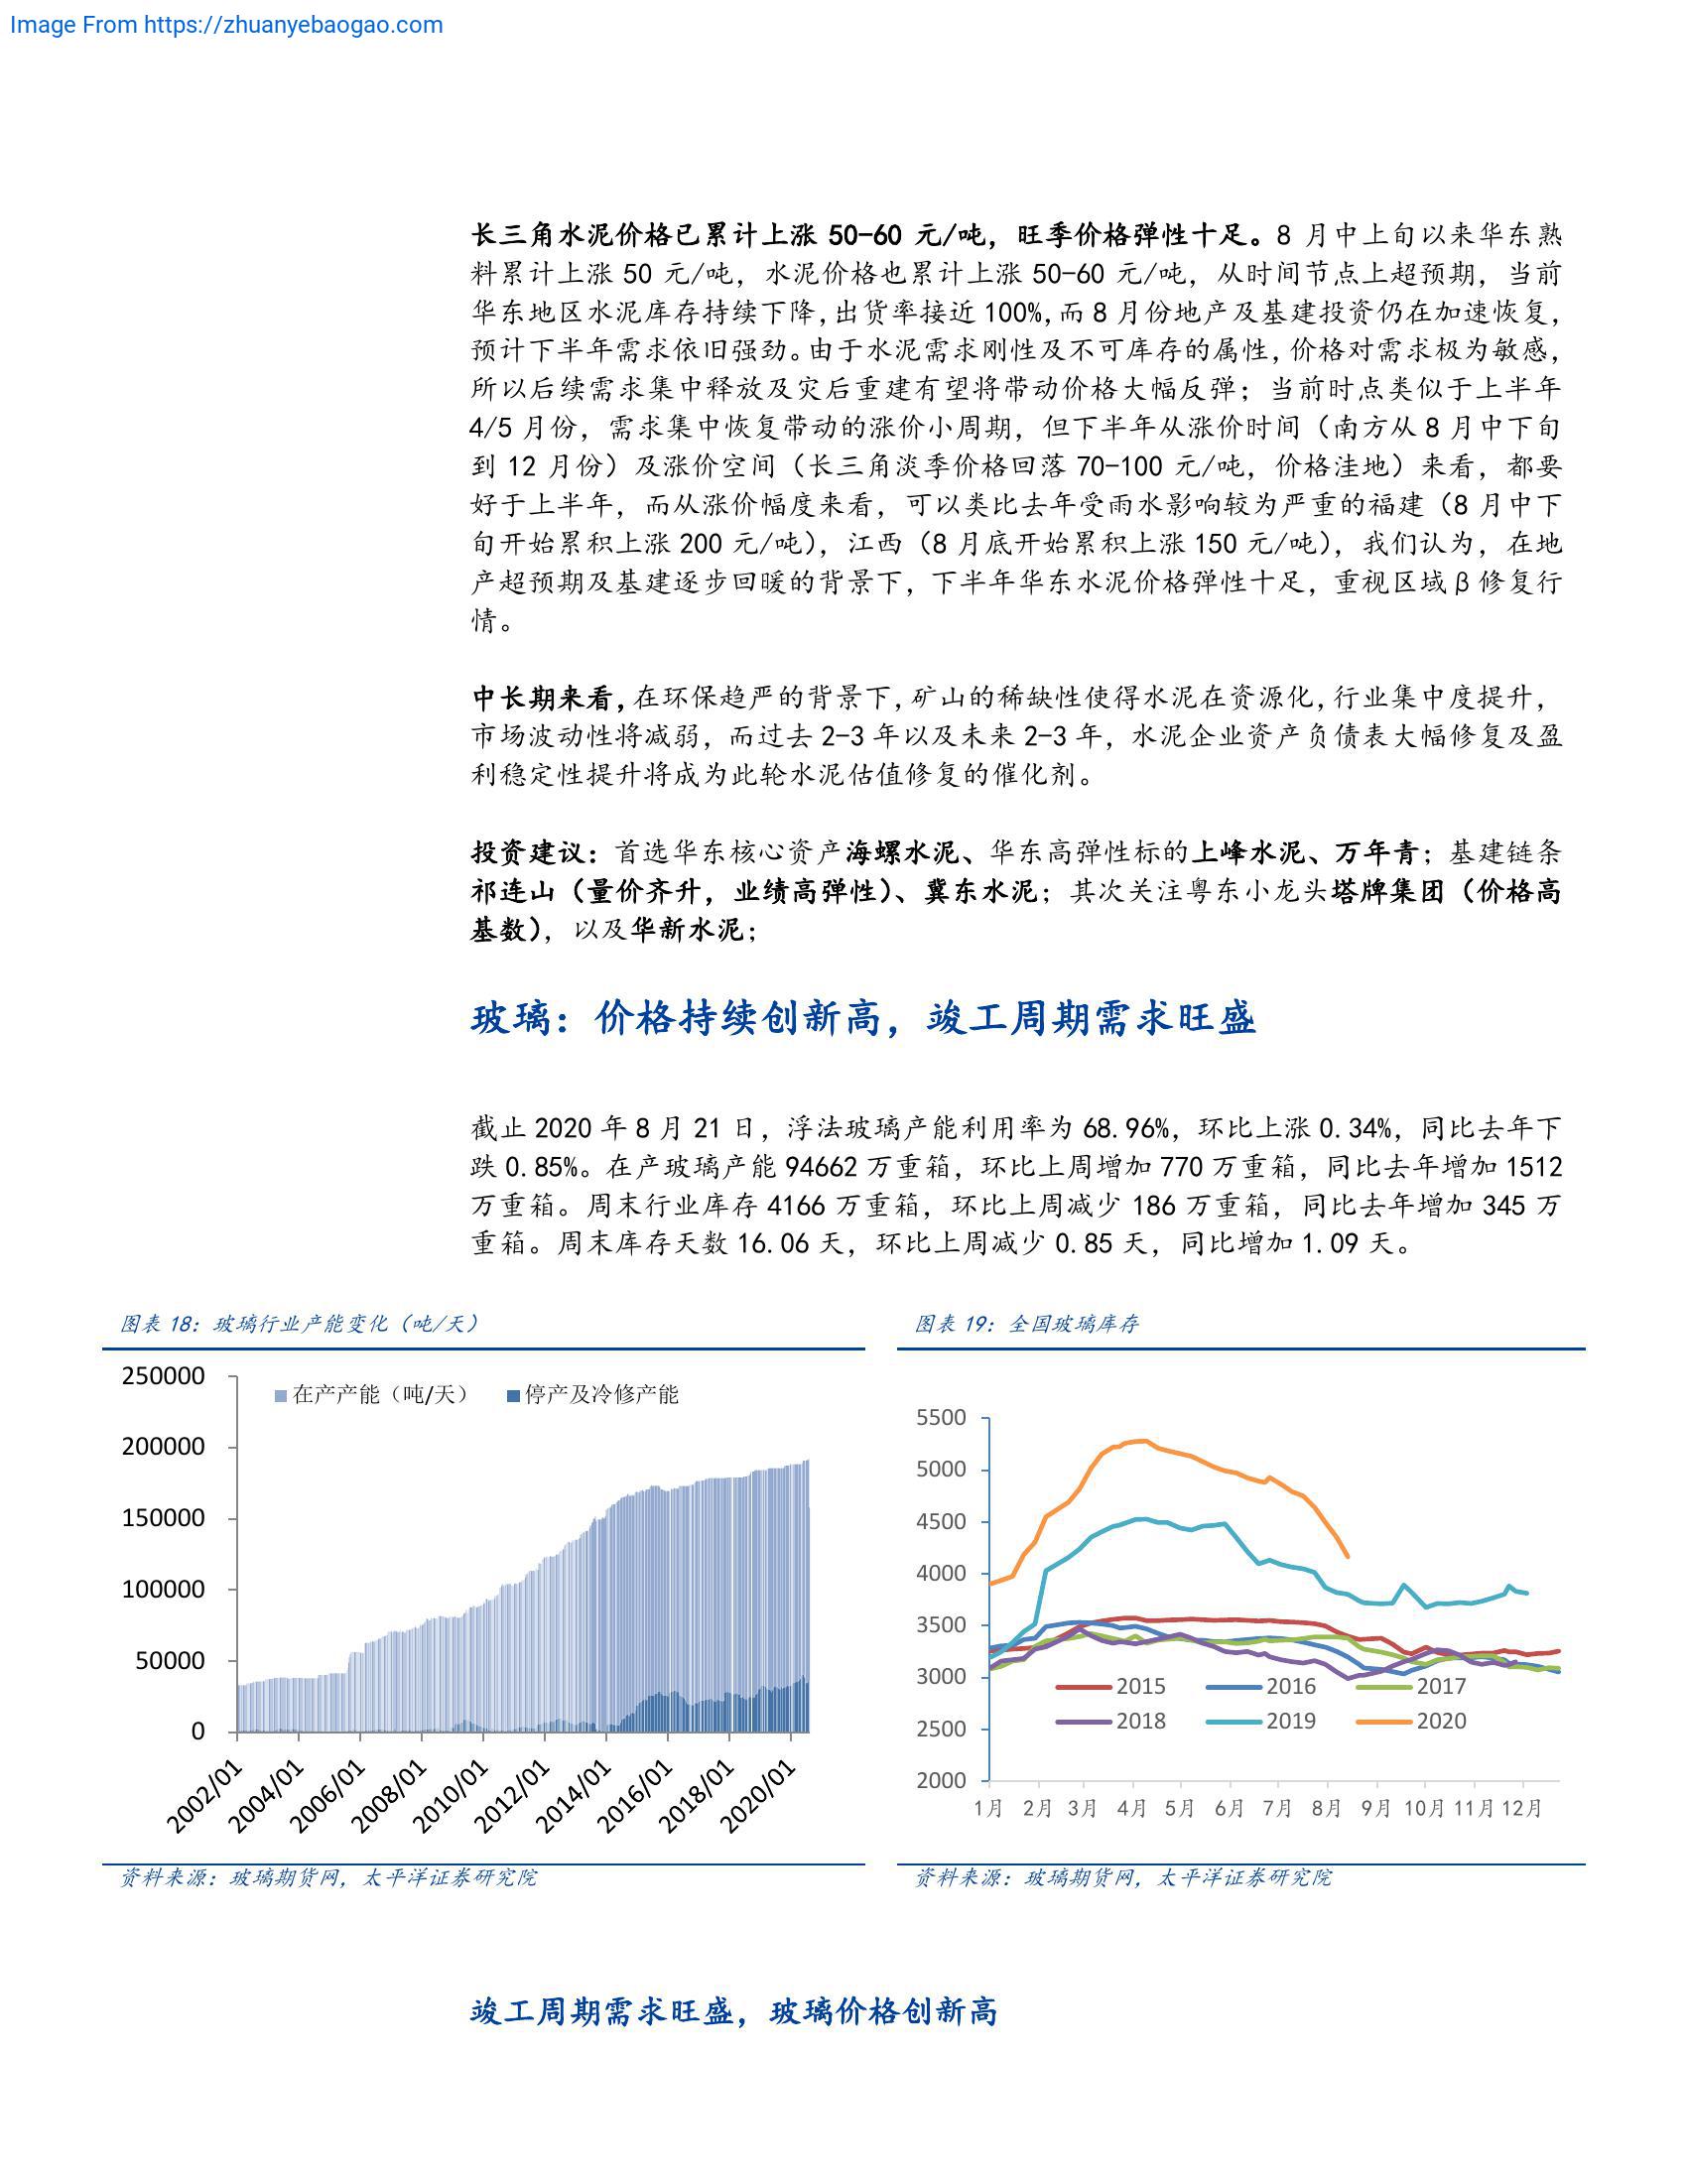 Image From https://zhuanyebaogao.com
长三角水泥价格已累计上涨 50-60 元/吨，旺季价格弹性十足。8 月中上旬以来华东熟
料累计上涨 50 元/吨，水泥价格也累计上涨 50-60 元/吨，从时间节点上超预期，当前
华东地区水泥库存持续下降，出货率接近 100%，而 8 月份地产及基建投资仍在加速恢复，
预计下半年需求依旧强劲。由于水泥需求刚性及不可库存的属性，价格对需求极为敏感，
所以后续需求集中释放及灾后重建有望将带动价格大幅反弹；当前时点类似于上半年
4/5 月份，需求集中恢复带动的涨价小周期，但下半年从涨价时间（南方从 8 月中下旬
到 12 月份）及涨价空间（长三角淡季价格回落 70-100 元/吨，价格洼地）来看，都要
好于上半年，而从涨价幅度来看，可以类比去年受雨水影响较为严重的福建（8 月中下
旬开始累积上涨 200 元/吨），江西（8 月底开始累积上涨 150 元/吨），我们认为，在地
产超预期及基建逐步回暖的背景下，下半年华东水泥价格弹性十足，重视区域β修复行
情。
中长期来看，在环保趋严的背景下，矿山的稀缺性使得水泥在资源化，行业集中度提升，
市场波动性将减弱，而过去 2-3 年以及未来 2-3 年，水泥企业资产负债表大幅修复及盈
利稳定性提升将成为此轮水泥估值修复的催化剂。
投资建议：首选华东核心资产海螺水泥、华东高弹性标的上峰水泥、万年青；基建链条
祁连山（量价齐升，业绩高弹性）、冀东水泥；其次关注粤东小龙头塔牌集团（价格高
基数），以及华新水泥；
玻璃：价格持续创新高，竣工周期需求旺盛
截止 2020 年 8 月 21 日，浮法玻璃产能利用率为 68.96%，环比上涨 0.34%，同比去年下
跌 0.85%。在产玻璃产能 94662 万重箱，环比上周增加 770 万重箱，同比去年增加 1512
万重箱。周末行业库存 4166 万重箱，环比上周减少 186 万重箱，同比去年增加 345 万
重箱。周末库存天数 16.06 天，环比上周减少 0.85 天，同比增加 1.09 天。
图表 18：玻璃行业产能变化（吨/天）
250000
200000
150000
100000
50000
0
在产产能（吨/天） 停产及冷修产能
2002/01 2004/01 2006/01 2008/01 2010/01 2012/01 2014/01 2016/01 2018/01 2020/01
资料来源：玻璃期货网，太平洋证券研究院
图表 19：全国玻璃库存
5500
5000
4500
4000
3500
3000
2500
2000
2015 2016 2017
2018 2019 2020
1月 2月 3月 4月 5月 6月 7月 8月 9月 10月 11月 12月
资料来源：玻璃期货网，太平洋证券研究院
竣工周期需求旺盛，玻璃价格创新高